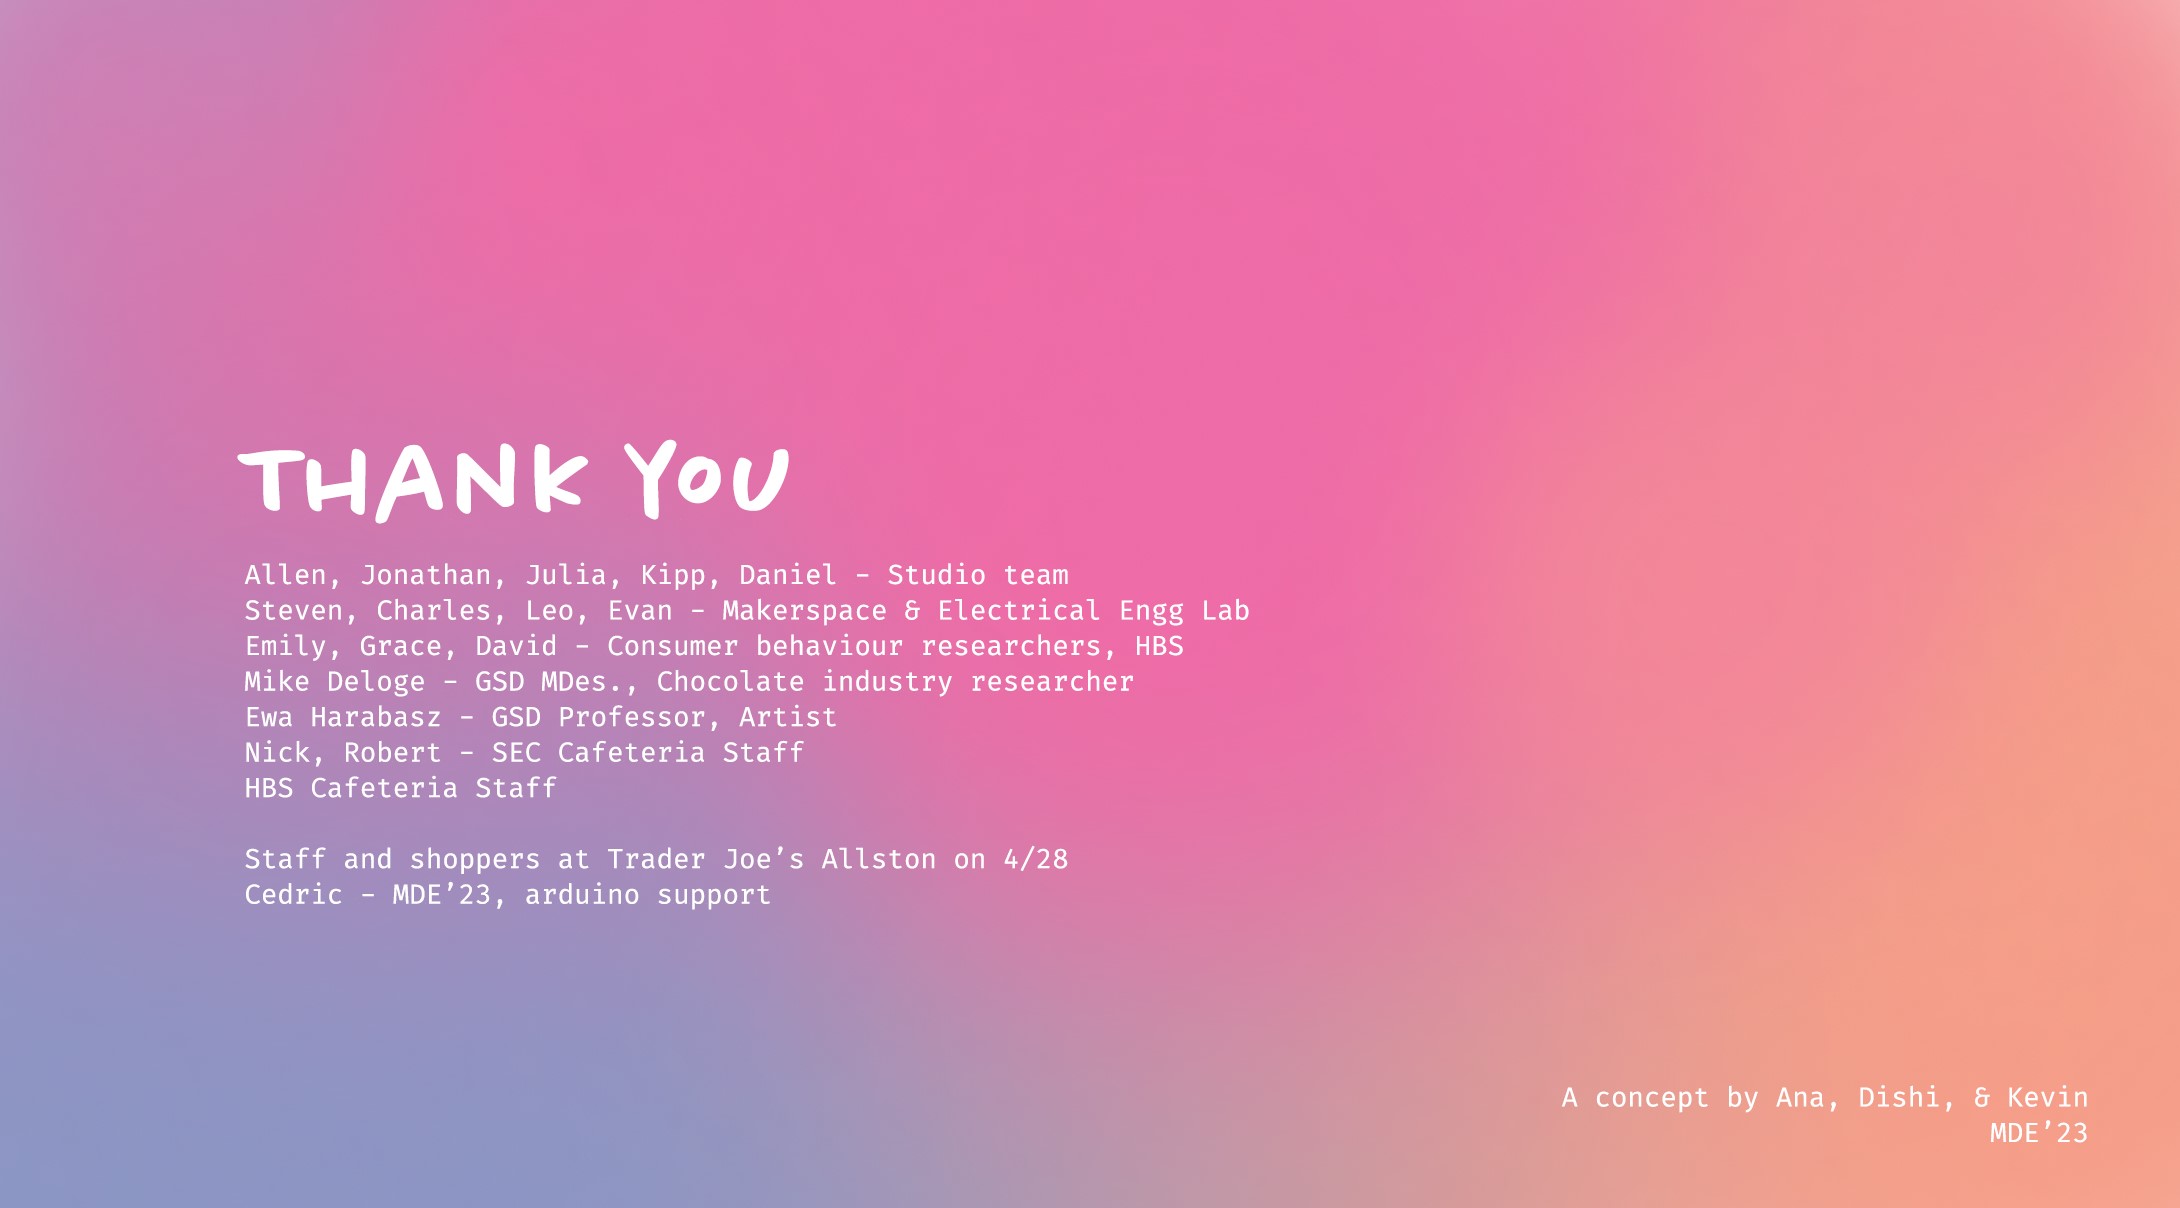 THANK YOU
Allen, Jonathan, Julia, Kipp, Daniel – Studio team
Steven, Charles, Leo, Evan – Makerspace & Electrical Engg Lab
Emily, Grace, David – Consumer behaviour researchers, HBS
Mike Deloge – GSD MDes., Chocolate industry researcher
Ewa Harabasz – GSD Professor, Artist
Nick, Robert – SEC Cafeteria Staff
HBS Cafeteria Staff
Staff and shoppers at Trader Joe’s Allston on 4/28
Cedric – MDE’23, arduino support
A concept by Ana, Dishi, & Kevin
MDE’23